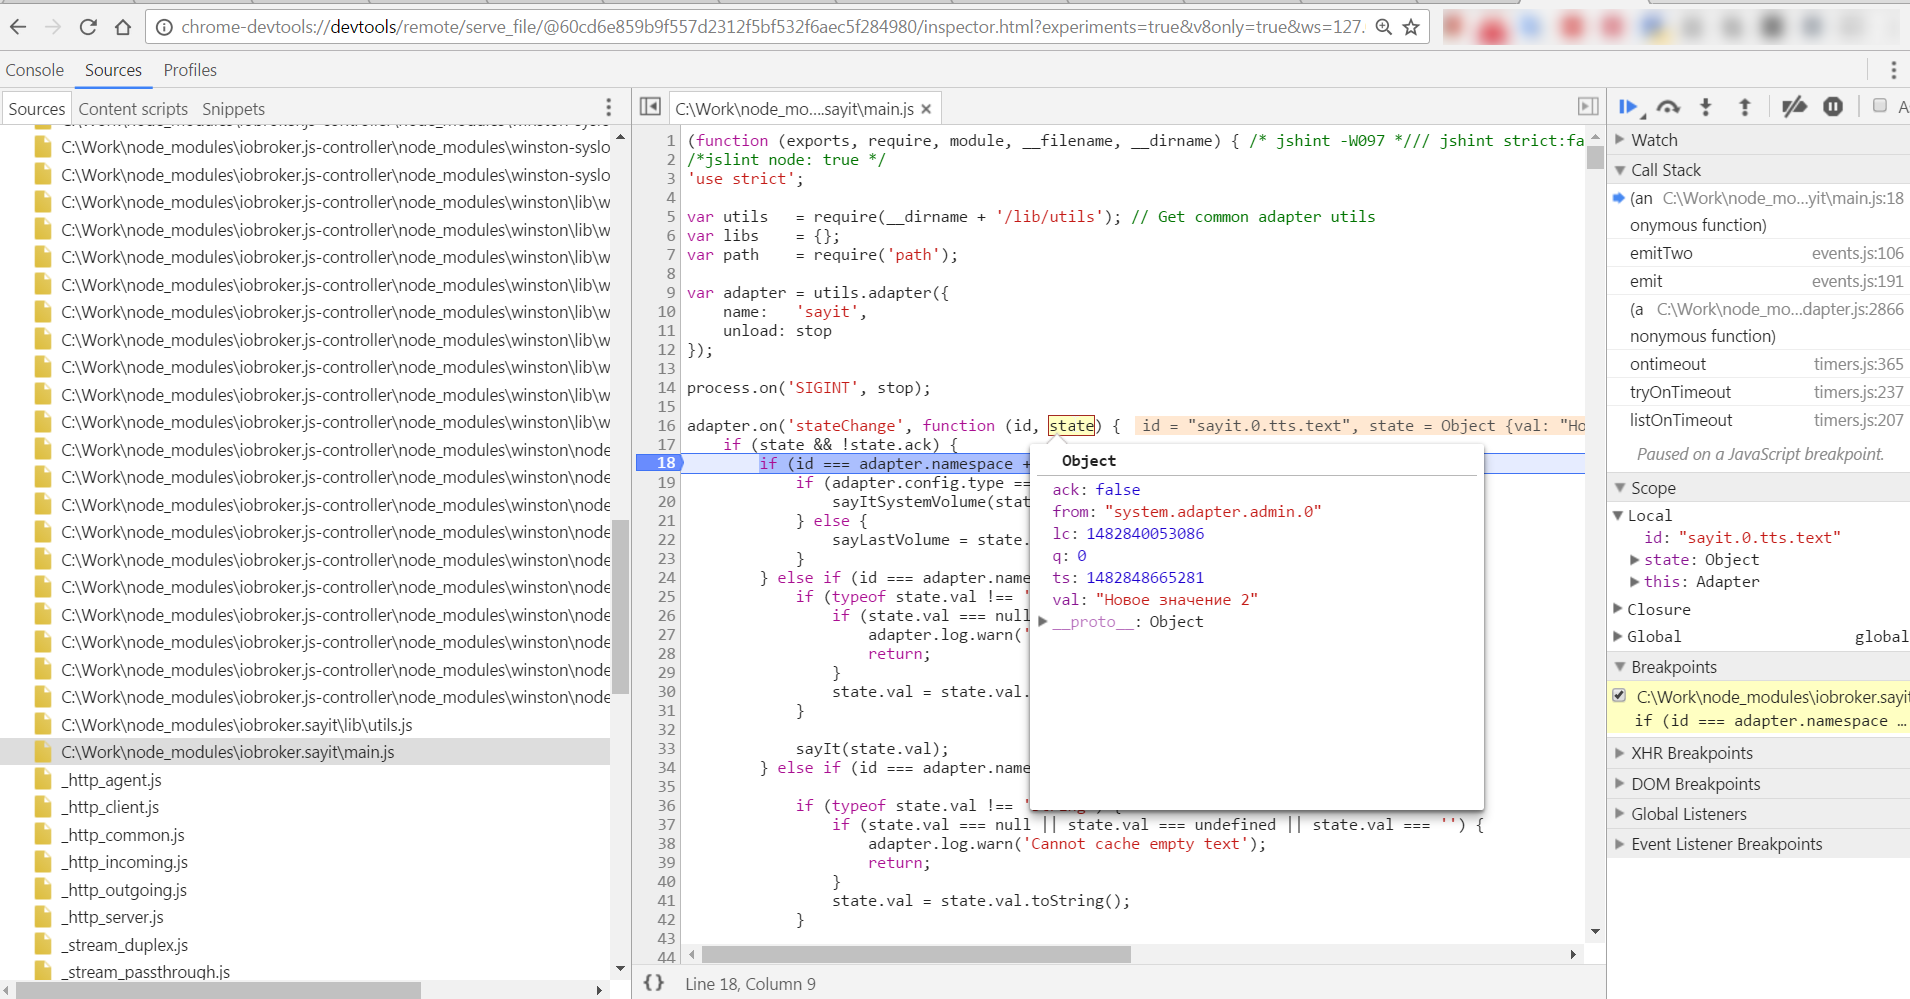 chrome-devtools://devtools/remote/serve_file/@60cd6e859b9f557d2312f5bf532f6aec5f284980/inspector.html?experiments=true&v8only=true&ws=127.
Console Sources Profiles
Sources Content scripts Snippets
C:\Work\node_modules\iobroker.js-controller\node_modules\winston-syslo
C:\Work\node_modules\iobroker.js-controller\node_modules\winston-syslo
C:\Work\node_modules\iobroker.js-controller\node_modules\winston-syslo
C:\Work\node_modules\iobroker.js-controller\node_modules\winston\lib\w
C:\Work\node_modules\iobroker.js-controller\node_modules\winston\lib\w
C:\Work\node_modules\iobroker.js-controller\node_modules\winston\lib\w
C:\Work\node_modules\iobroker.js-controller\node_modules\winston\lib\w
C:\Work\node_modules\iobroker.js-controller\node_modules\winston\lib\w
C:\Work\node_modules\iobroker.js-controller\node_modules\winston\lib\w
C:\Work\node_modules\iobroker.js-controller\node_modules\winston\lib\w
C:\Work\node_modules\iobroker.js-controller\node_modules\winston\lib\w
C:\Work\node_modules\iobroker.js-controller\node_modules\winston\lib\w
C:\Work\node_modules\iobroker.js-controller\node_modules\winston\node
C:\Work\node_modules\iobroker.js-controller\node_modules\winston\node
C:\Work\node_modules\iobroker.js-controller\node_modules\winston\node
C:\Work\node_modules\iobroker.js-controller\node_modules\winston\node
C:\Work\node_modules\iobroker.js-controller\node_modules\winston\node
C:\Work\node_modules\iobroker.js-controller\node_modules\winston\node
C:\Work\node_modules\iobroker.js-controller\node_modules\winston\node
C:\Work\node_modules\iobroker.js-controller\node_modules\winston\node
C:\Work\node_modules\iobroker.js-controller\node_modules\winston\node
C:\Work\node_modules\iobroker.js-controller\node_modules\winston\node
C:\Work\node_modules\iobroker.sayit\lib\utils.js
C:\Work\node_modules\iobroker.sayit\main.js
_http_agent.js
_http_client.js
_http_common.js
_http_incoming.js
_http_outgoing.js
_http_server.js
_stream_duplex.js
_stream_passthrough.js
C:\Work\node_mo....sayit\main.js ×
1 (function (exports, require, module, __filename, __dirname) { /* jshint -W097 *// jshint strict:fa
2 /*jslint node: true */
3 'use strict';
4
5 var utils = require(__dirname + '/lib/utils'); // Get common adapter utils
6 var libs = {};
7 var path = require('path');
8
9 var adapter = utils.adapter({
10 name: 'sayit',
11 unload: stop
12 });
13
14 process.on('SIGINT', stop);
15
16 adapter.on('stateChange', function (id, state) { id = "sayit.0.tts.text", state = Object {val: "Но
17 if (state && !state.ack) {
18 if (id === adapter.namespace +
19 if (adapter.config.type ==
20 sayItSystemVolume(stat
21 } else {
22 sayLastVolume = state.
23 }
24 } else if (id === adapter.name
25 if (typeof state.val !== '
26 if (state.val === null
27 adapter.log.warn('
28 return;
29 }
30 state.val = state.val.
31 }
32
33 sayIt(state.val);
34 } else if (id === adapter.name
35
36 if (typeof state.val !== '
37 if (state.val === null || state.val === undefined || state.val === '') {
38 adapter.log.warn('Cannot cache empty text');
39 return;
40 }
41 state.val = state.val.toString();
42 }
43
44
Object
ack: false
from: "system.adapter.admin.0"
lc: 1482840053086
q: 0
ts: 1482848665281
val: "Новое значение 2"
__proto__: Object
{} Line 18, Column 9
A
Watch
Call Stack
(an C:\Work\node_mo...yit\main.js:18
onymous function)
emitTwo events.js:106
emit events.js:191
(a C:\Work\node_mo...dapter.js:2866
nonymous function)
ontimeout timers.js:365
tryOnTimeout timers.js:237
listOnTimeout timers.js:207
Paused on a JavaScript breakpoint.
Scope
Local
id: "sayit.0.tts.text"
state: Object
this: Adapter
Closure
Global global
Breakpoints
C:\Work\node_modules\iobroker.sayit
if (id === adapter.namespace …
XHR Breakpoints
DOM Breakpoints
Global Listeners
Event Listener Breakpoints